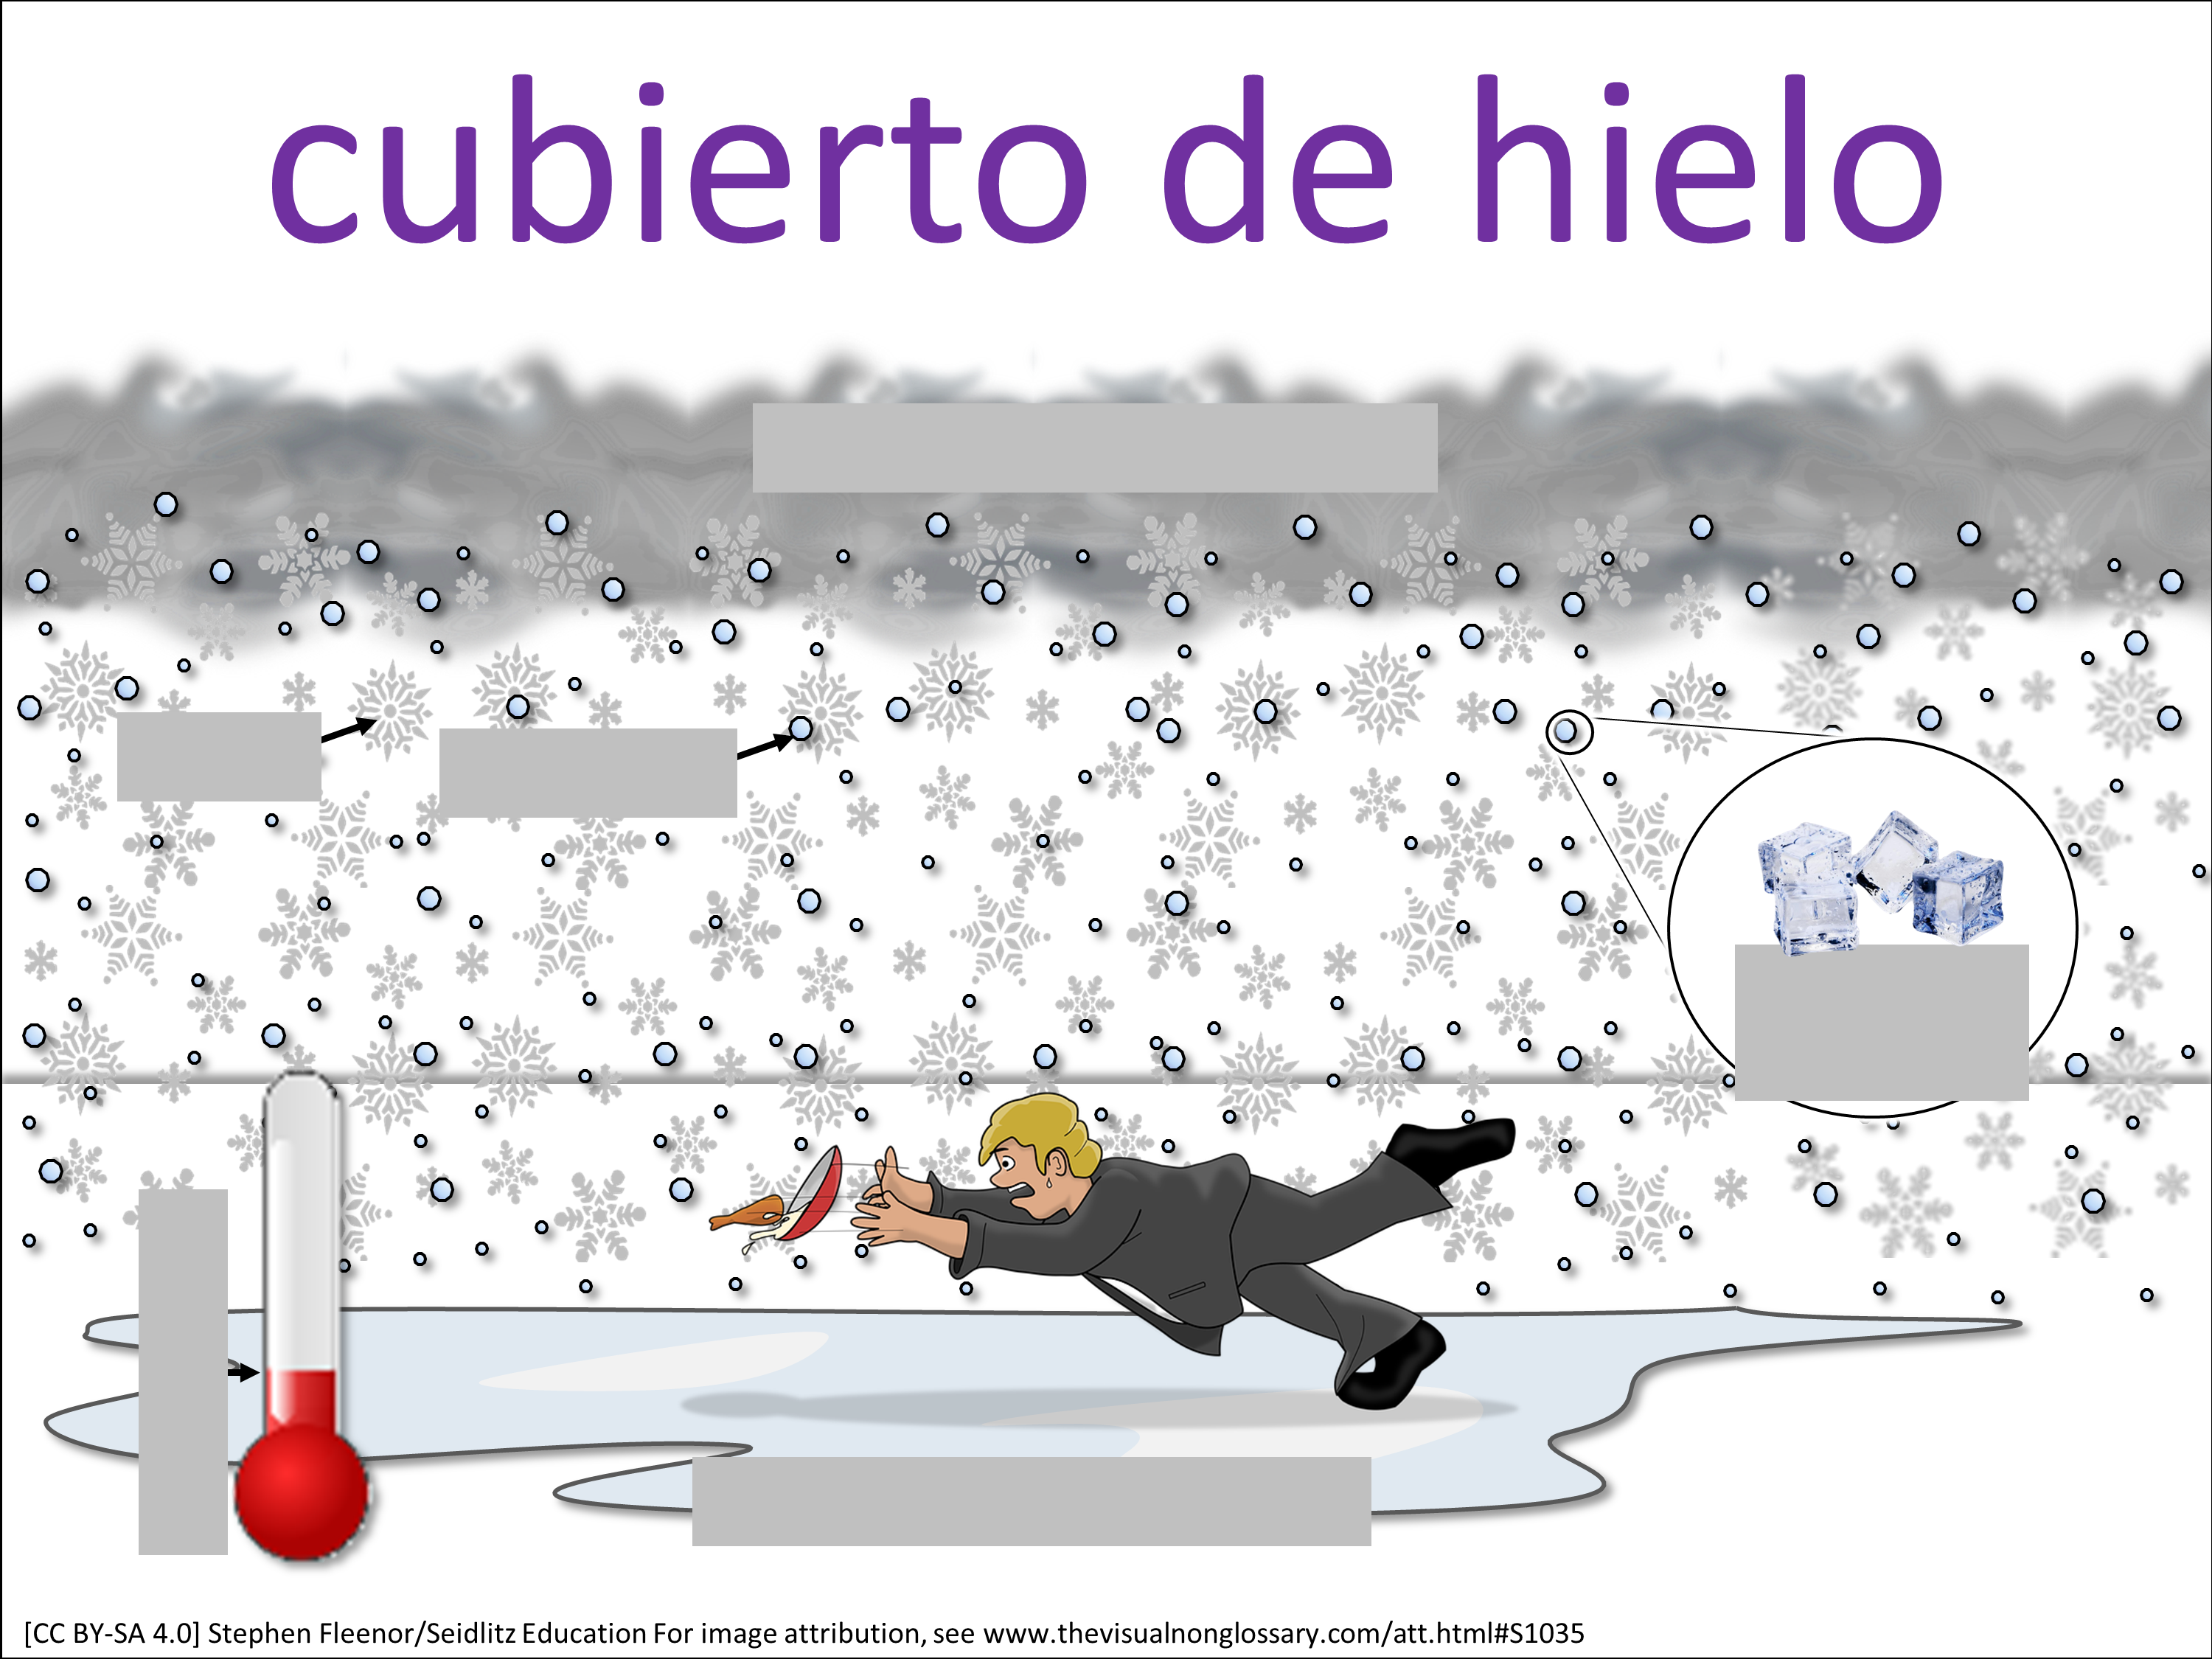 cubierto de hielo
[CC BY-SA 4.0] Stephen Fleenor/Seidlitz Education For image attribution, see www.thevisualnonglossary.com/att.html#S1035